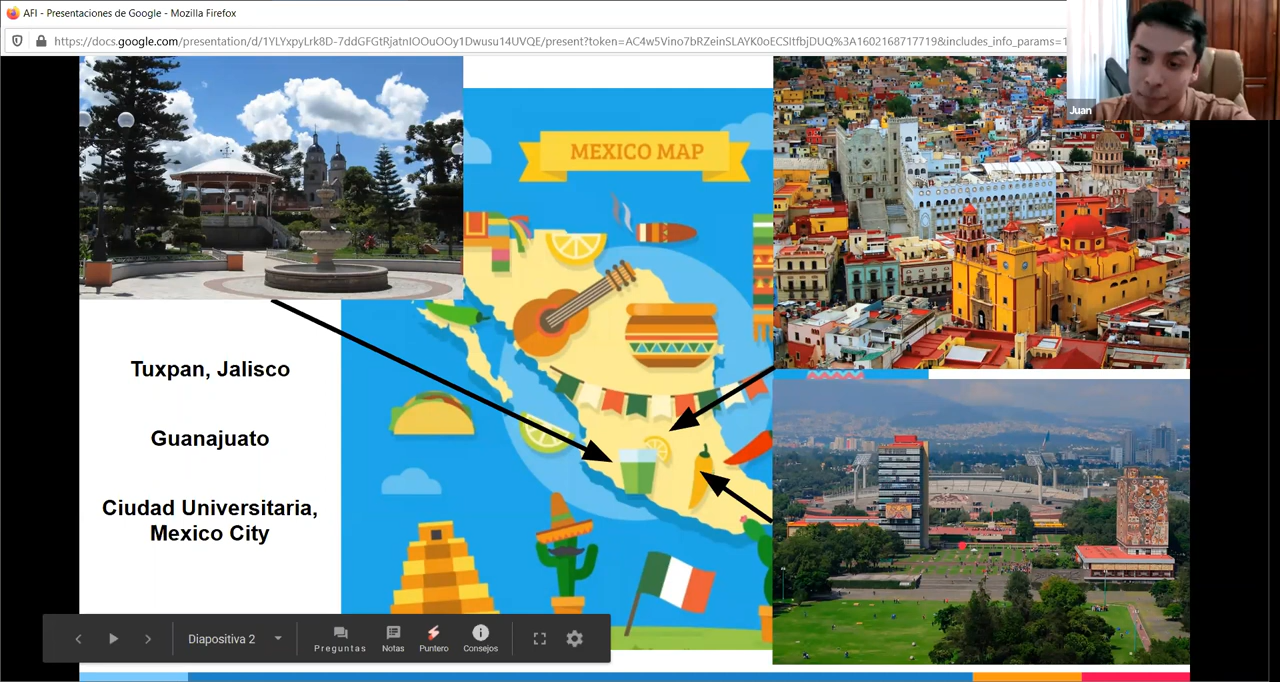 AFI - Presentaciones de Google - Mozilla Firefox
https://docs.google.com/presentation/d/1YLYxpyLrk8D-7ddGFGtRjatnIOOuOOy1Dwusu14UVQE/present?token=AC4w5Vino7bRZeinSLAYK0oECSItfbjDUQ%3A1602168717719&includes_info_params=1
Juan
MEXICO MAP
Tuxpan, Jalisco
Guanajuato
Ciudad Universitaria,
Mexico City
Diapositiva 2
Preguntas
Notas
Puntero
Consejos